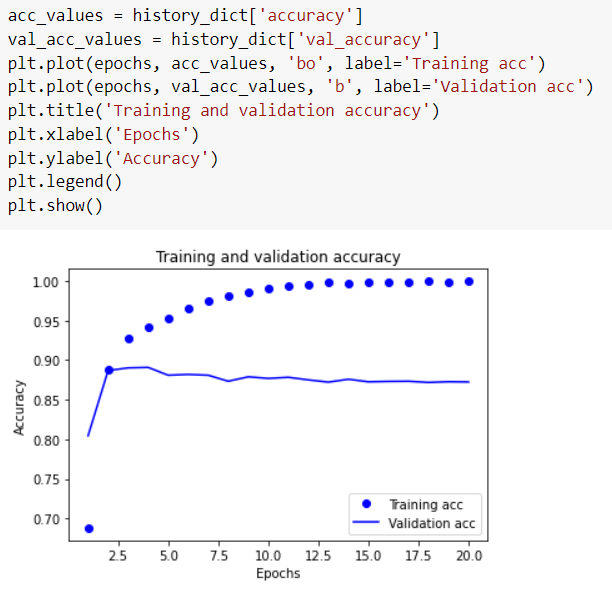 acc_values = history_dict['accuracy']
val_acc_values = history_dict['val_accuracy']
plt.plot(epochs, acc_values, 'bo', label='Training acc')
plt.plot(epochs, val_acc_values, 'b', label='Validation acc')
plt.title('Training and validation accuracy')
plt.xlabel('Epochs')
plt.ylabel('Accuracy')
plt.legend()
plt.show()
Training and validation accuracy
1.00
0.95
0.90
0.85
0.80
0.75
0.70
Accuracy
Training acc
Validation acc
2.5 5.0 7.5 10.0 12.5 15.0 17.5 20.0
Epochs